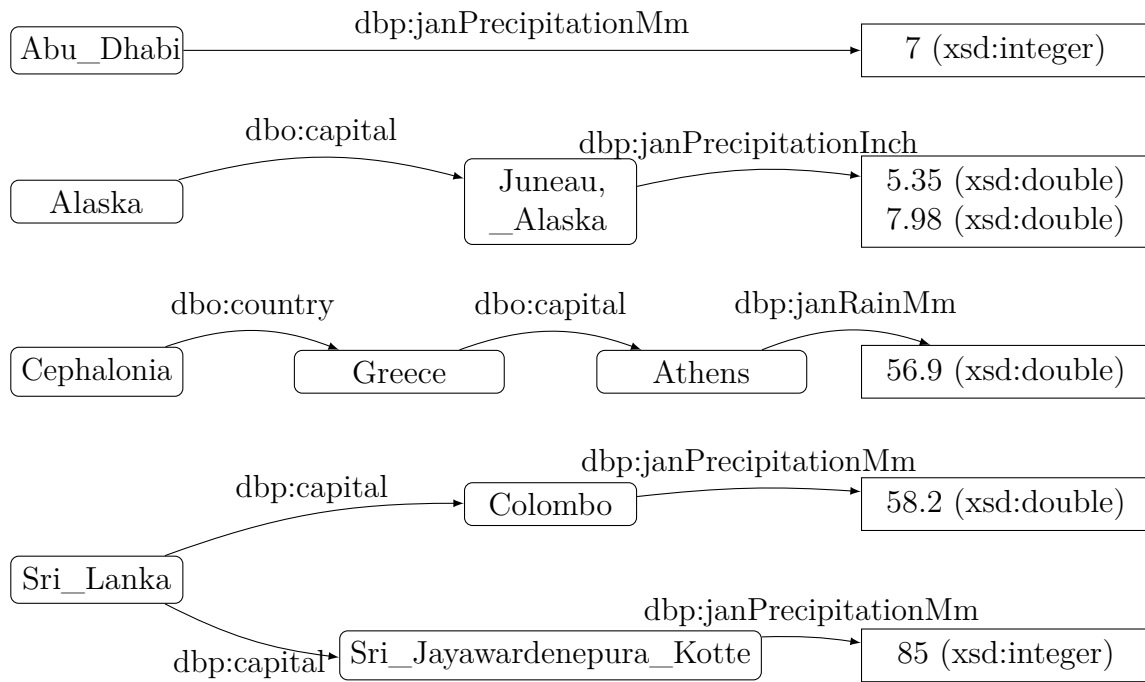 dbp:janPrecipitationMm
Abu_Dhabi
7 (xsd:integer)
dbo:capital
dbp:janPrecipitationInch
Alaska
Juneau,
_Alaska
5.35 (xsd:double)
7.98 (xsd:double)
dbo:country
dbo:capital
dbp:janRainMm
Cephalonia
Greece
Athens
56.9 (xsd:double)
dbp:capital
dbp:janPrecipitationMm
Colombo
58.2 (xsd:double)
Sri_Lanka
dbp:capital
Sri_Jayawardenepura_Kotte
dbp:janPrecipitationMm
85 (xsd:integer)